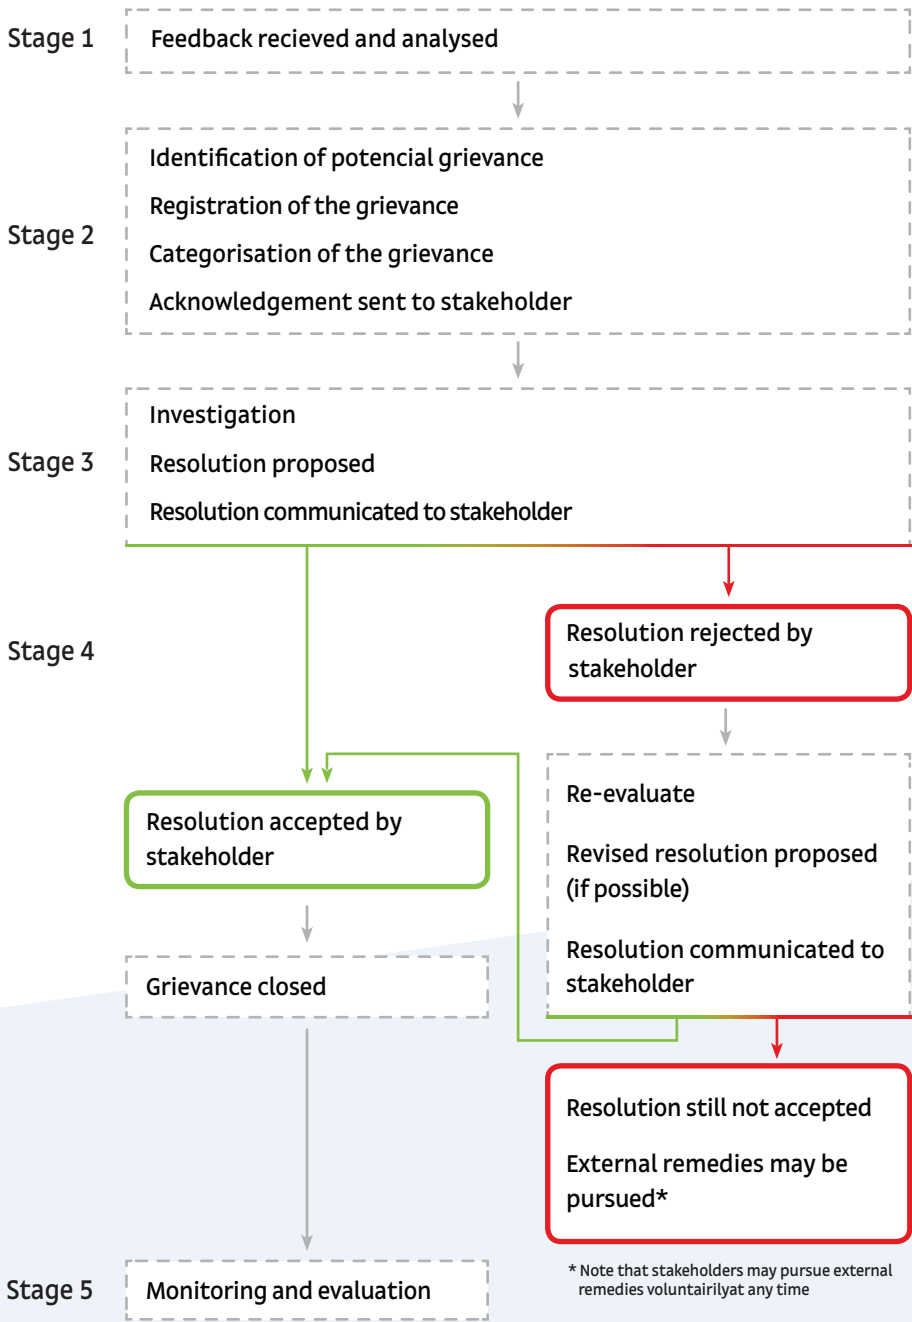 Stage 1
Feedback recieved and analysed
Stage 2
Identification of potencial grievance
Registration of the grievance
Categorisation of the grievance
Acknowledgement sent to stakeholder
Stage 3
Investigation
Resolution proposed
Resolution communicated to stakeholder
Stage 4
Resolution rejected by
stakeholder
Resolution accepted by
stakeholder
Re-evaluate
Revised resolution proposed
(if possible)
Resolution communicated to
stakeholder
Grievance closed
Resolution still not accepted
External remedies may be
pursued*
Stage 5
Monitoring and evaluation
* Note that stakeholders may pursue external
remedies voluntairilyat any time